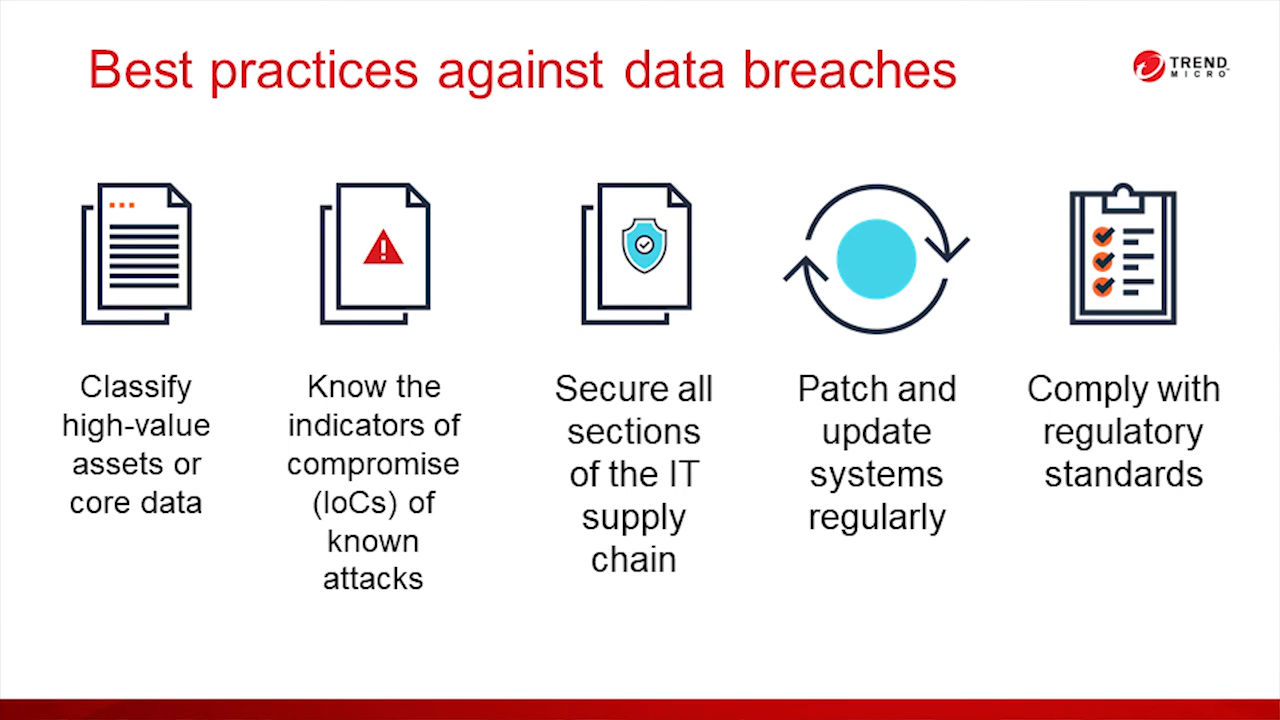 Best practices against data breaches
TREND
MICRO™
Classify
high-value
assets or
core data
Know the
indicators of
compromise
(IoCs) of
known
attacks
Secure all
sections
of the IT
supply
chain
Patch and
update
systems
regularly
Comply with
regulatory
standards